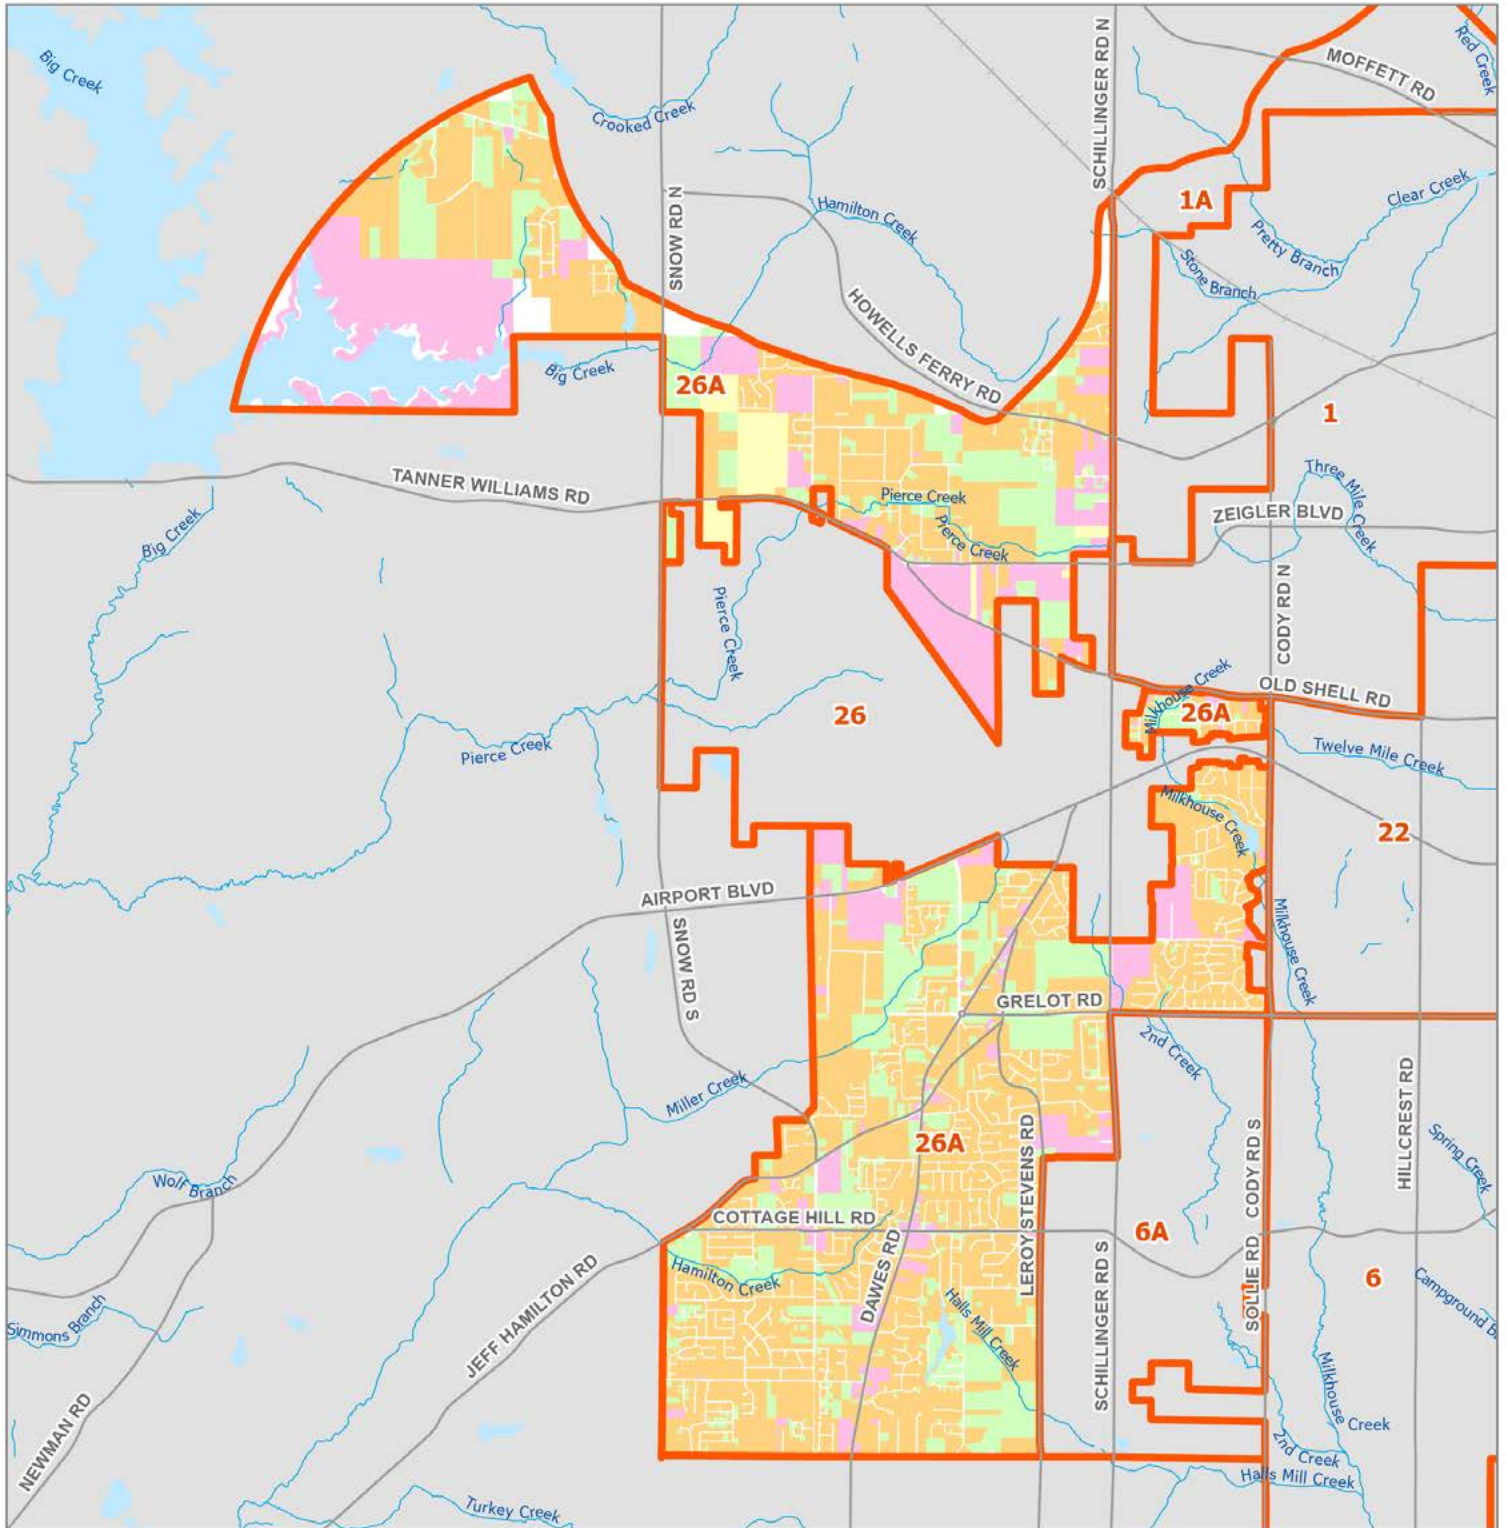 Big Creek
Crooked Creek
SCHILLINGER RD N
MOFFETT RD
Red Creek
SNOW RD N
Hamilton Creek
1A
Clear Creek
Pretty Branch
Stone Branch
HOWELLS FERRY RD
Big Creek
26A
1
TANNER WILLIAMS RD
Pierce Creek
Three Mile Creek
ZEIGLER BLVD
Big Creek
Pierce Creek
CODY RD N
Pierce Creek
OLD SHELL RD
Milkhouse Creek
26A
26
Pierce Creek
Twelve Mile Creek
Milkhouse Creek
22
AIRPORT BLVD
SNOW RD S
Milkhouse Creek
GRELOT RD
2nd Creek
Miller Creek
26A
LEROY STEVENS RD
CODY RD S
HILLCREST RD
Spring Creek
Wolf Branch
COTTAGE HILL RD
6A
Hamilton Creek
DAWES RD
SCHILLINGER RD S
SOLLIE RD
6
Campground B
Halls Mill Creek
Simmons Branch
JEFF HAMILTON RD
Milkhouse Creek
NEWMAN RD
2nd Creek
Halls Mill Creek
Turkey Creek